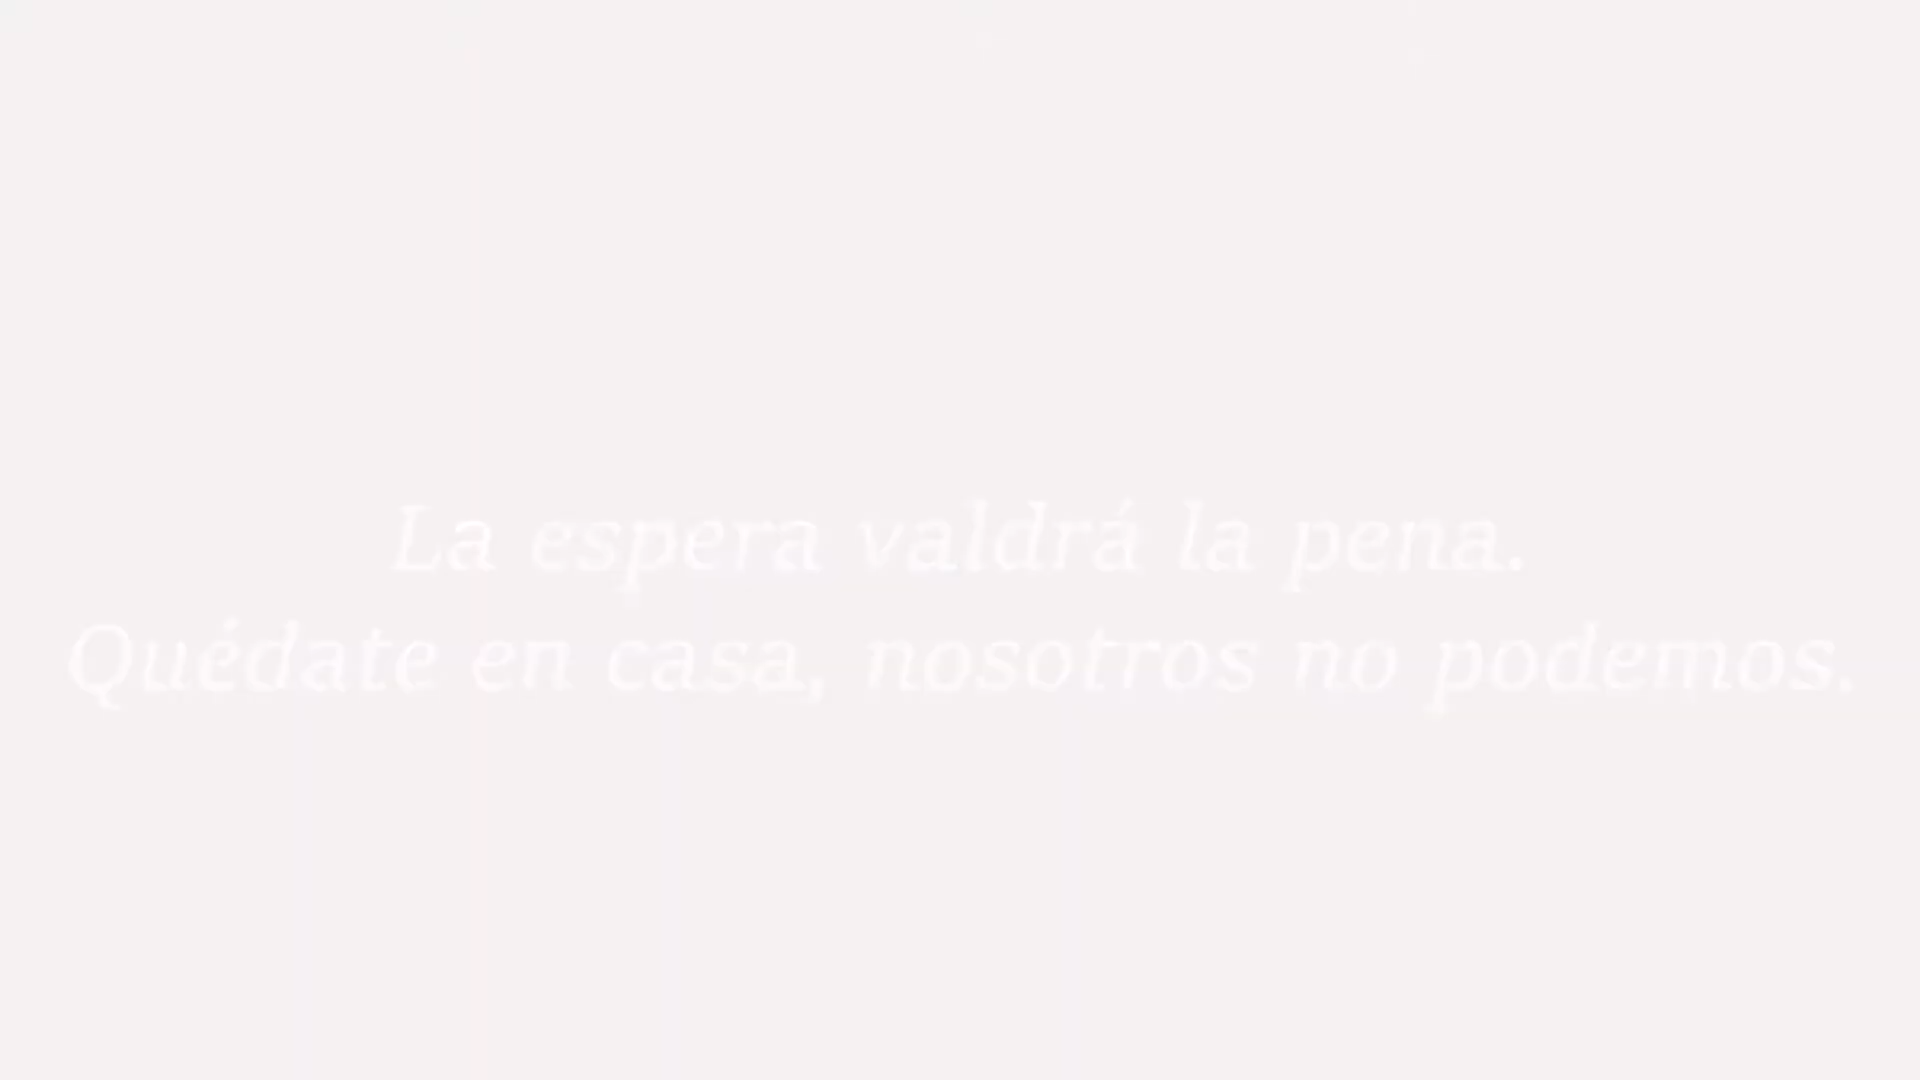 La espera valdrá la pena.
Quédate en casa, nosotros no podemos.